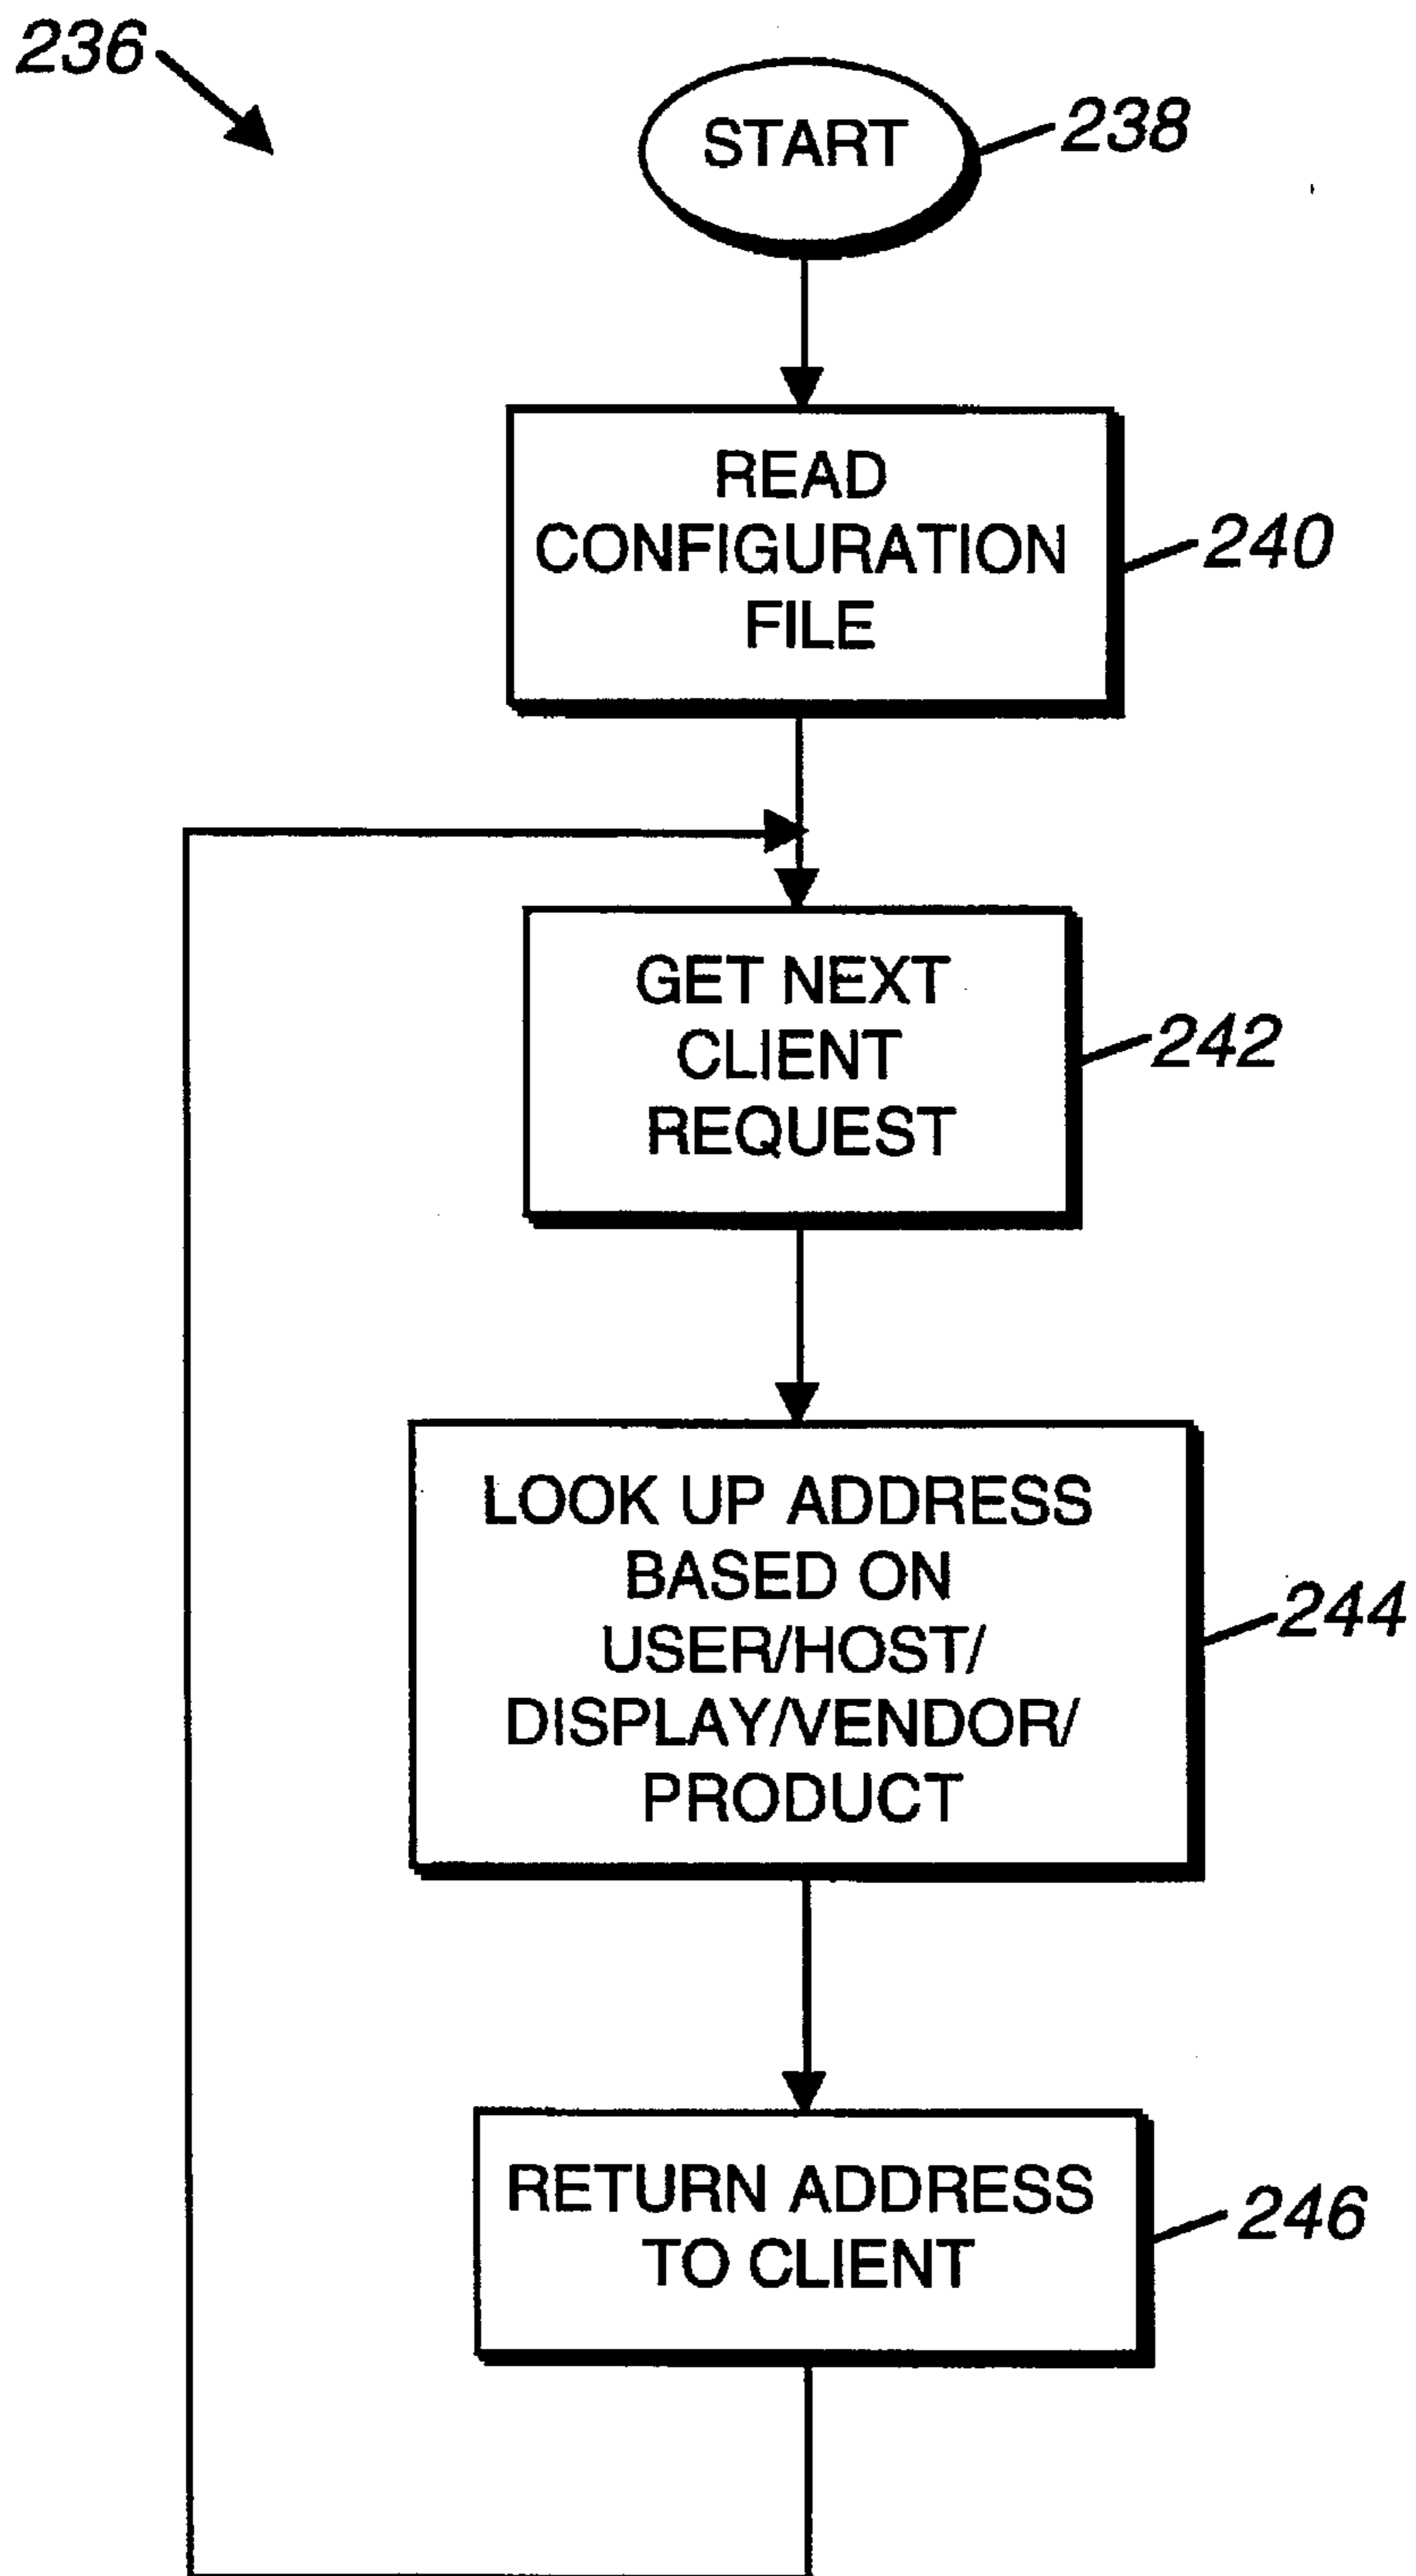 236
START
238
READ
CONFIGURATION
FILE
240
GET NEXT
CLIENT
REQUEST
242
LOOK UP ADDRESS
BASED ON
USER/HOST/
DISPLAY/VENDOR/
PRODUCT
244
RETURN ADDRESS
TO CLIENT
246